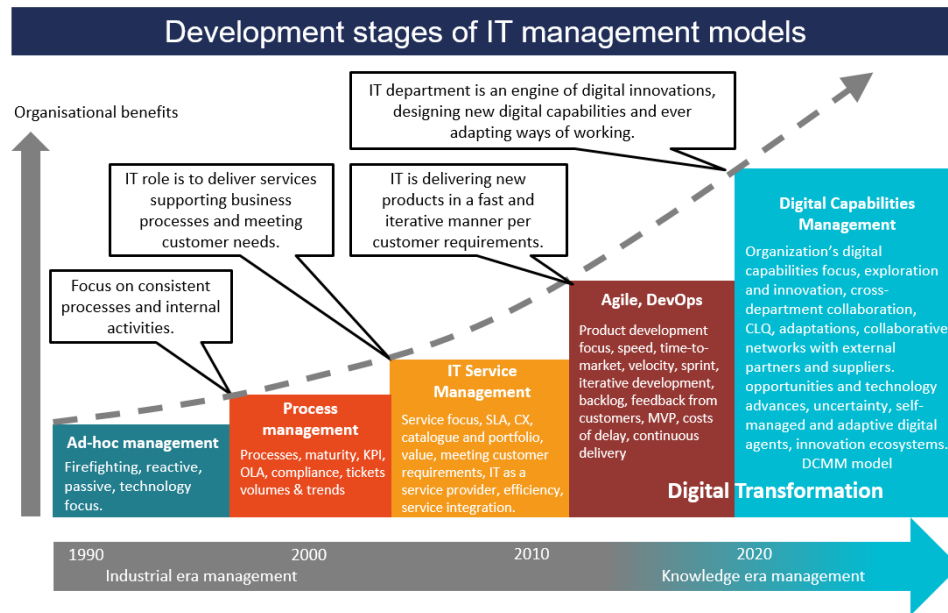 Development stages of IT management models
Organisational benefits
IT department is an engine of digital innovations,
designing new digital capabilities and ever
adapting ways of working.
IT role is to deliver services
supporting business
processes and meeting
customer needs.
IT is delivering new
products in a fast and
iterative manner per
customer requirements.
Focus on consistent
processes and internal
activities.
Ad-hoc management
Firefighting, reactive,
passive, technology
focus.
Process
management
Processes, maturity, KPI,
OLA, compliance, tickets
volumes & trends
IT Service
Management
Service focus, SLA, CX,
catalogue and portfolio,
value, meeting customer
requirements, IT as a
service provider, efficiency,
service integration.
Agile, DevOps
Product development
focus, speed, time-to-
market, velocity, sprint,
iterative development,
backlog, feedback from
customers, MVP, costs
of delay, continuous
delivery
Digital Capabilities
Management
Organization's digital
capabilities focus, exploration
and innovation, cross-
department collaboration,
CLQ, adaptations, collaborative
networks with external
partners and suppliers.
opportunities and technology
advances, uncertainty, self-
managed and adaptive digital
agents, innovation ecosystems.
DCMM model
Digital Transformation
1990 2000 2010 2020
Industrial era management Knowledge era management